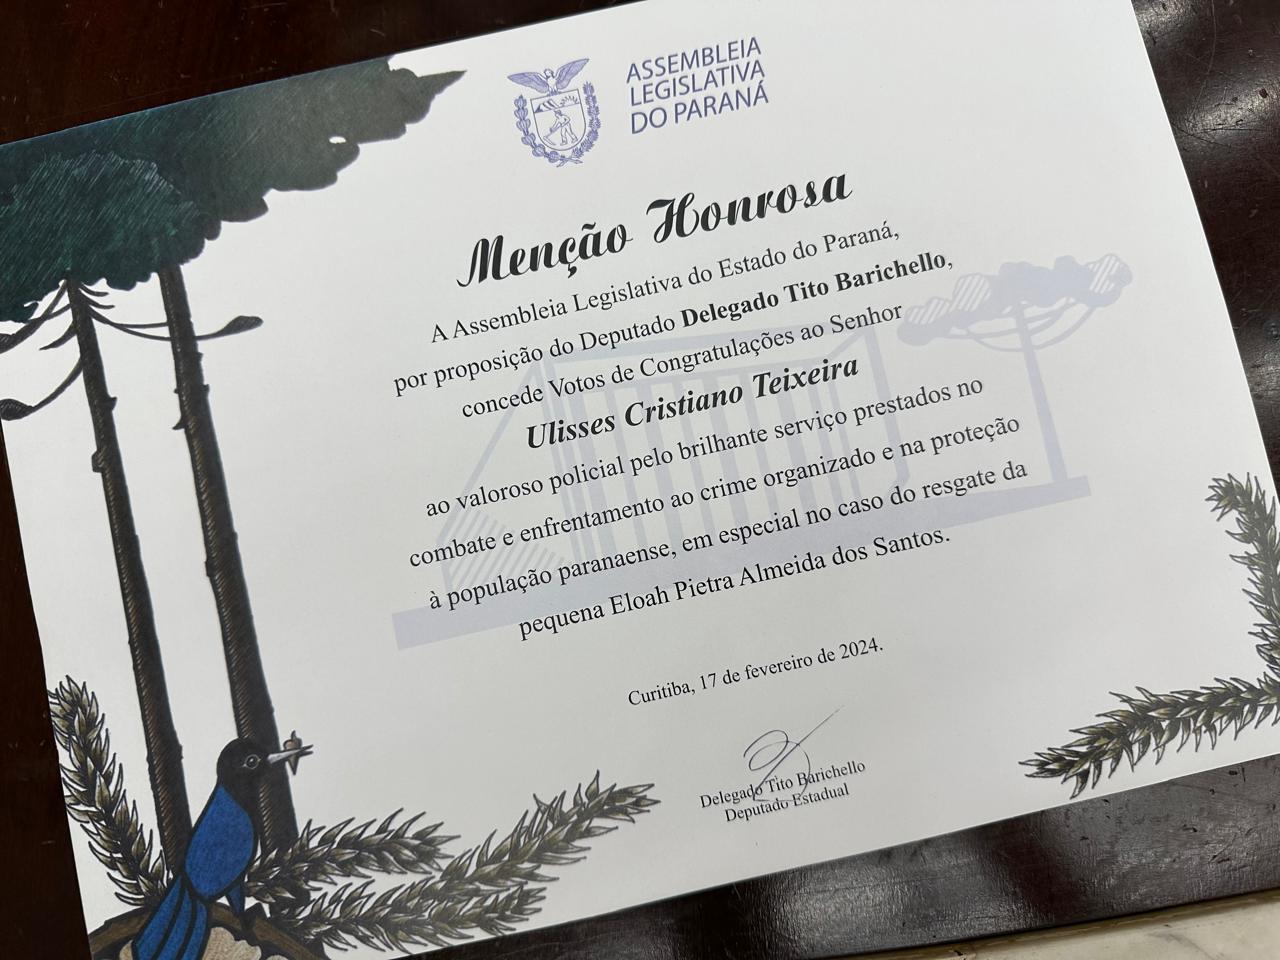 ASSEMBLEIA
LEGISLATIVA
DO PARANÁ
Menção Honrosa
A Assembleia Legislativa do Estado do Paraná,
por proposição do Deputado Delegado Tito Barichello,
concede Votos de Congratulações ao Senhor
Ulisses Cristiano Teixeira
ao valoroso policial pelo brilhante serviço prestados no
combate e enfrentamento ao crime organizado e na proteção
à população paranaense, em especial no caso do resgate da
pequena Eloah Pietra Almeida dos Santos.
Curitiba, 17 de fevereiro de 2024.
Delegado Tito Barichello
Deputado Estadual